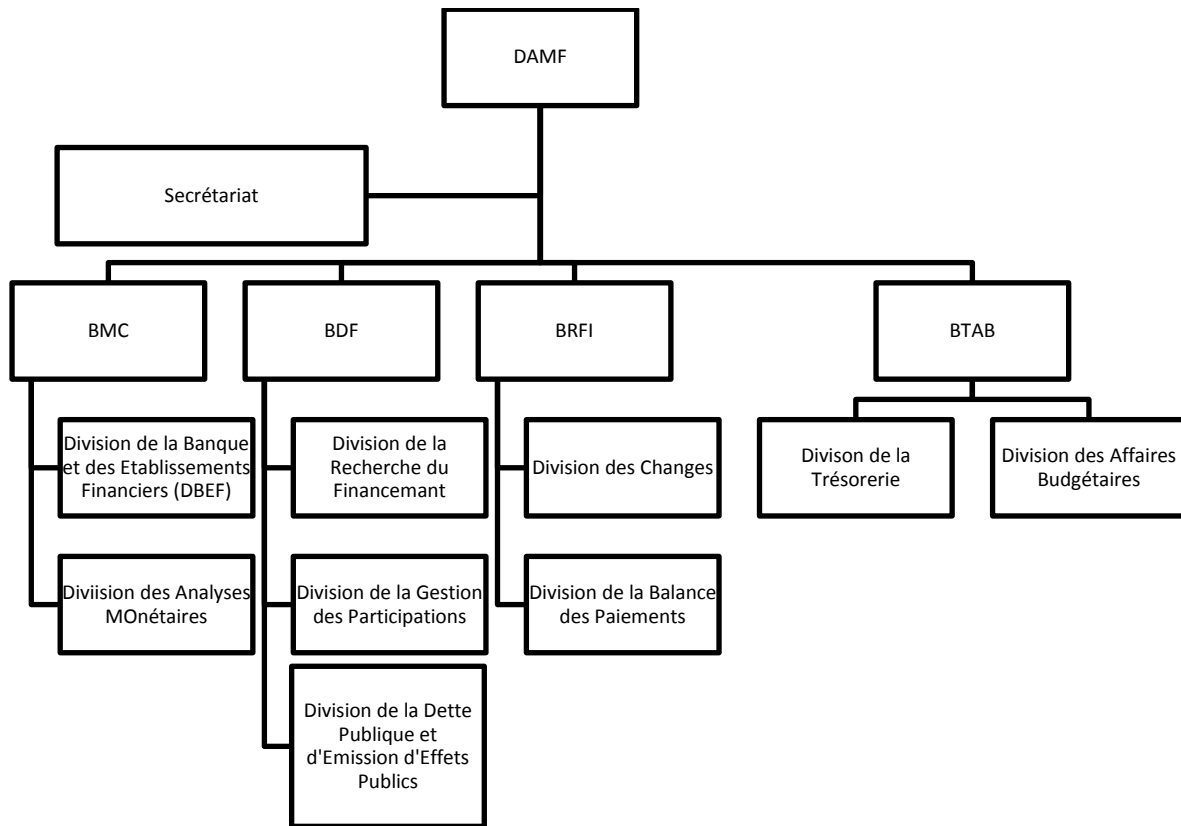 DAMF
Secrétariat
BMC
BDF
BRFI
BTAB
Division de la Banque
et des Etablissements
Financiers (DBEF)
Division de la
Recherche du
Financemant
Division des Changes
Divison de la
Trésorerie
Division des Affaires
Budgétaires
Diviision des Analyses
MOnétaires
Division de la Gestion
des Participations
Division de la Balance
des Paiements
Division de la Dette
Publique et
d'Emission d'Effets
Publics